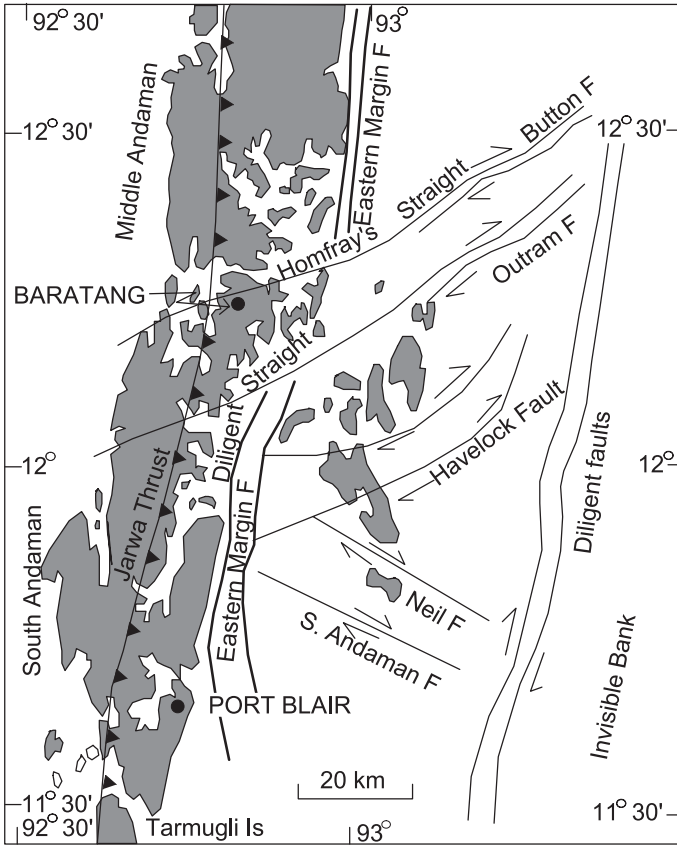 92° 30'
93°
12° 30'
12° 30'
Middle Andaman
Eastern Margin F
Homfray's Straight
Button F
Outram F
BARATANG
Diligent Straight
Havelock Fault
12°
12°
Jarwa Thrust
South Andaman
Eastern Margin F
Diligent faults
Neil F
S. Andaman F
Invisible Bank
PORT BLAIR
20 km
11° 30'
11° 30'
92° 30'
Tarmugli Is
93°